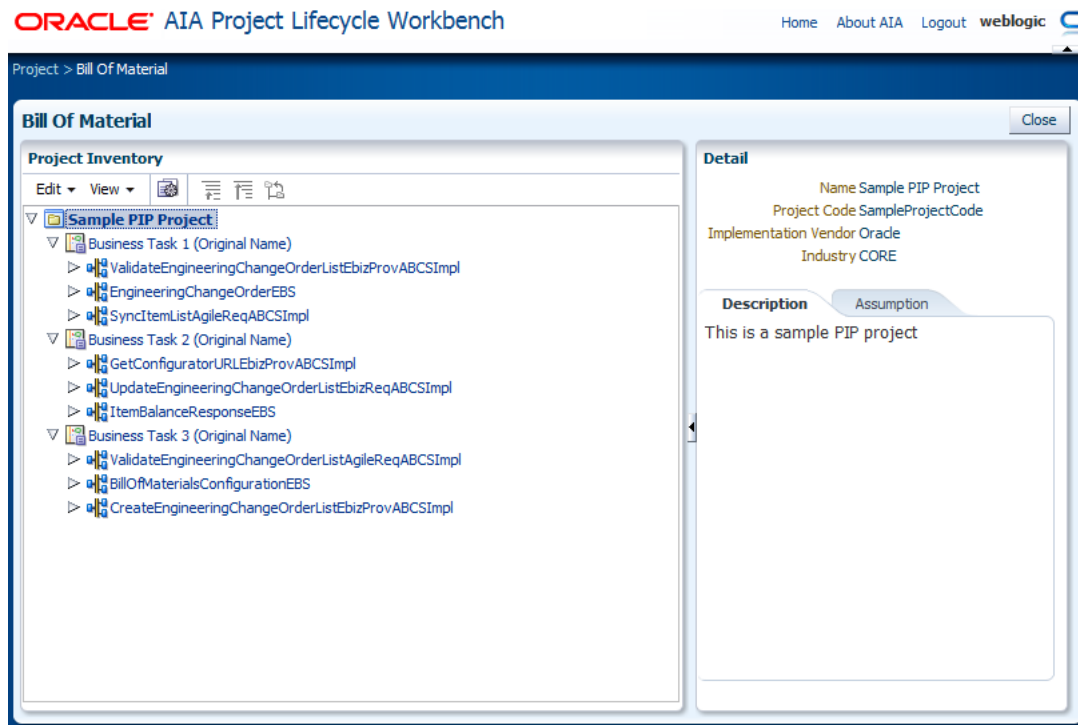 ORACLE AIA Project Lifecycle Workbench
Home About AIA Logout weblogic
Project > Bill Of Material
Bill Of Material
Close
Project Inventory
Edit View
Sample PIP Project
Business Task 1 (Original Name)
ValidateEngineeringChangeOrderListEbizProvABCSImpl
EngineeringChangeOrderEBS
SyncItemListAgileReqABCSImpl
Business Task 2 (Original Name)
GetConfiguratorURLEbizProvABCSImpl
UpdateEngineeringChangeOrderListEbizReqABCSImpl
ItemBalanceResponseEBS
Business Task 3 (Original Name)
ValidateEngineeringChangeOrderListAgileReqABCSImpl
BillOfMaterialsConfigurationEBS
CreateEngineeringChangeOrderListEbizProvABCSImpl
Detail
Name Sample PIP Project
Project Code SampleProjectCode
Implementation Vendor Oracle
Industry CORE
Description Assumption
This is a sample PIP project